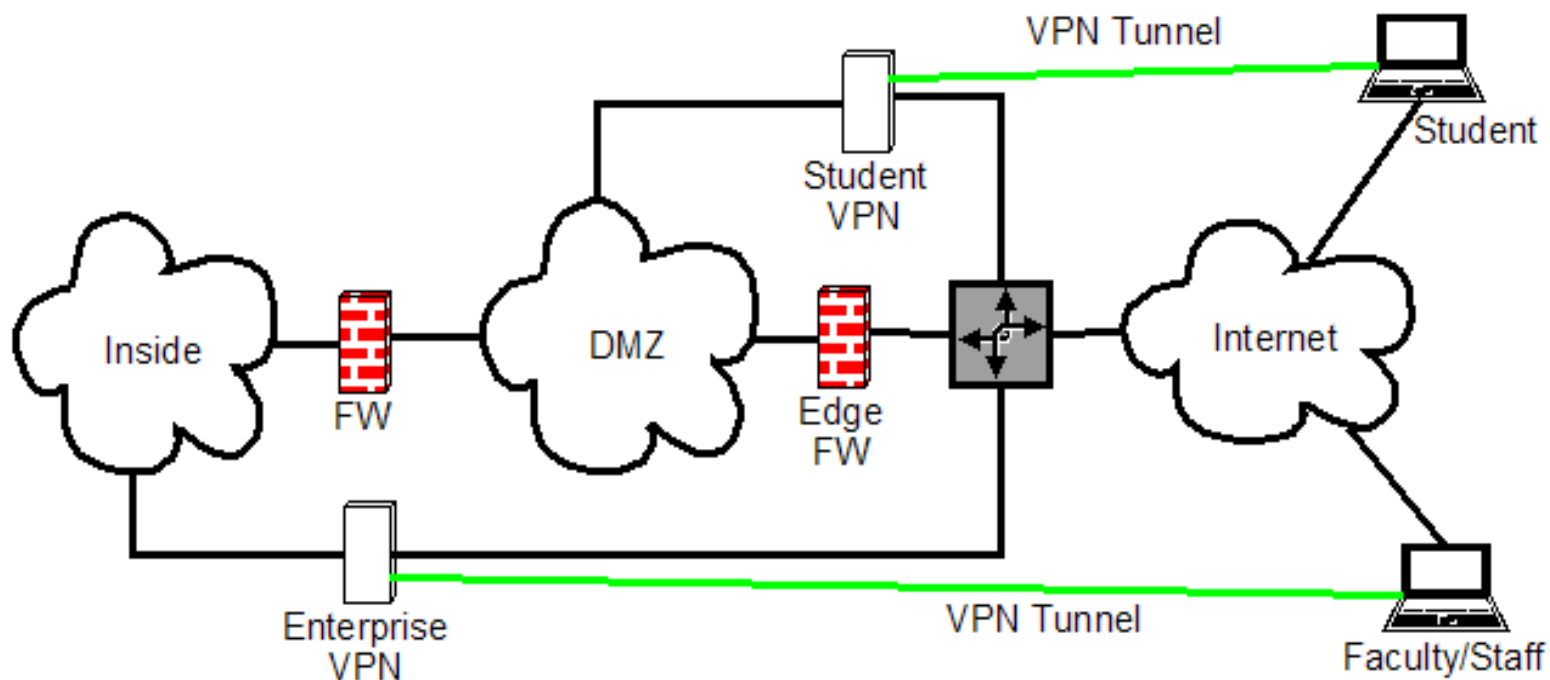 VPN Tunnel
Student
Student
VPN
Inside
FW
DMZ
Edge
FW
Internet
Enterprise
VPN
VPN Tunnel
Faculty/Staff